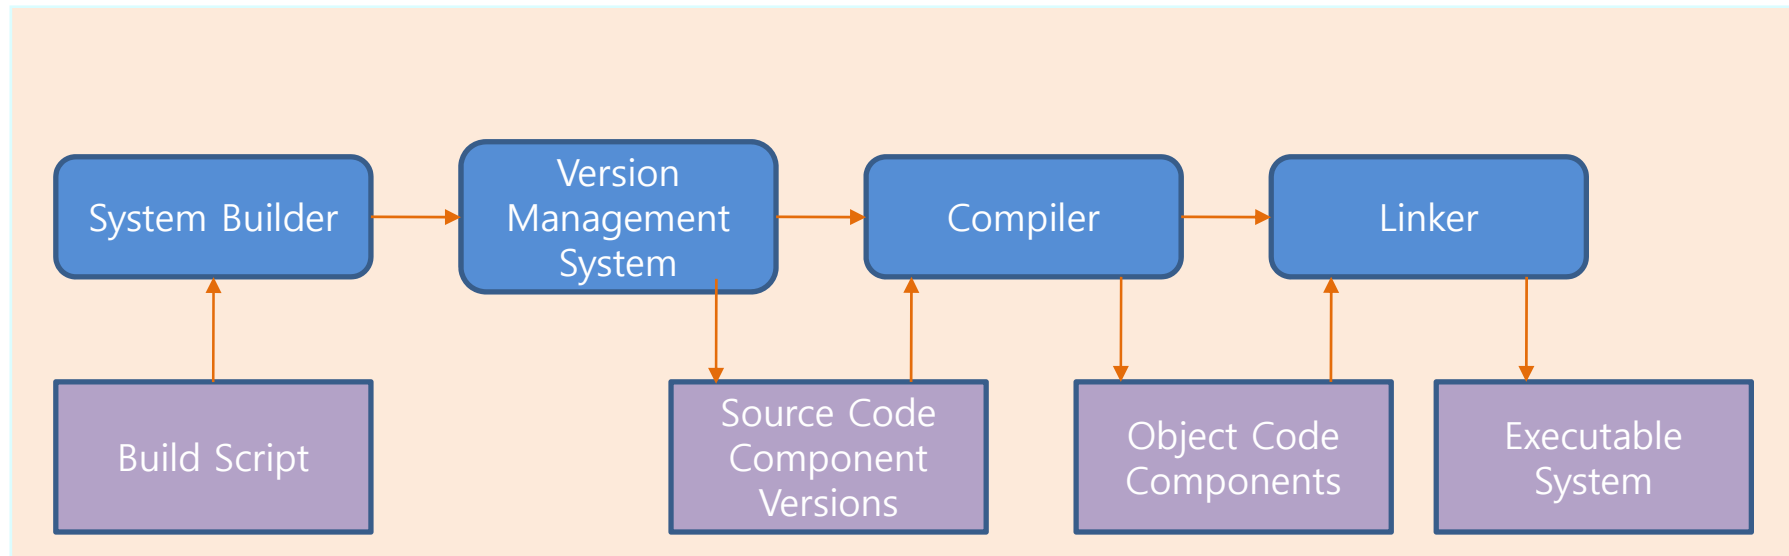 System Builder
Version
Management
System
Compiler
Linker
Build Script
Source Code
Component
Versions
Object Code
Components
Executable
System